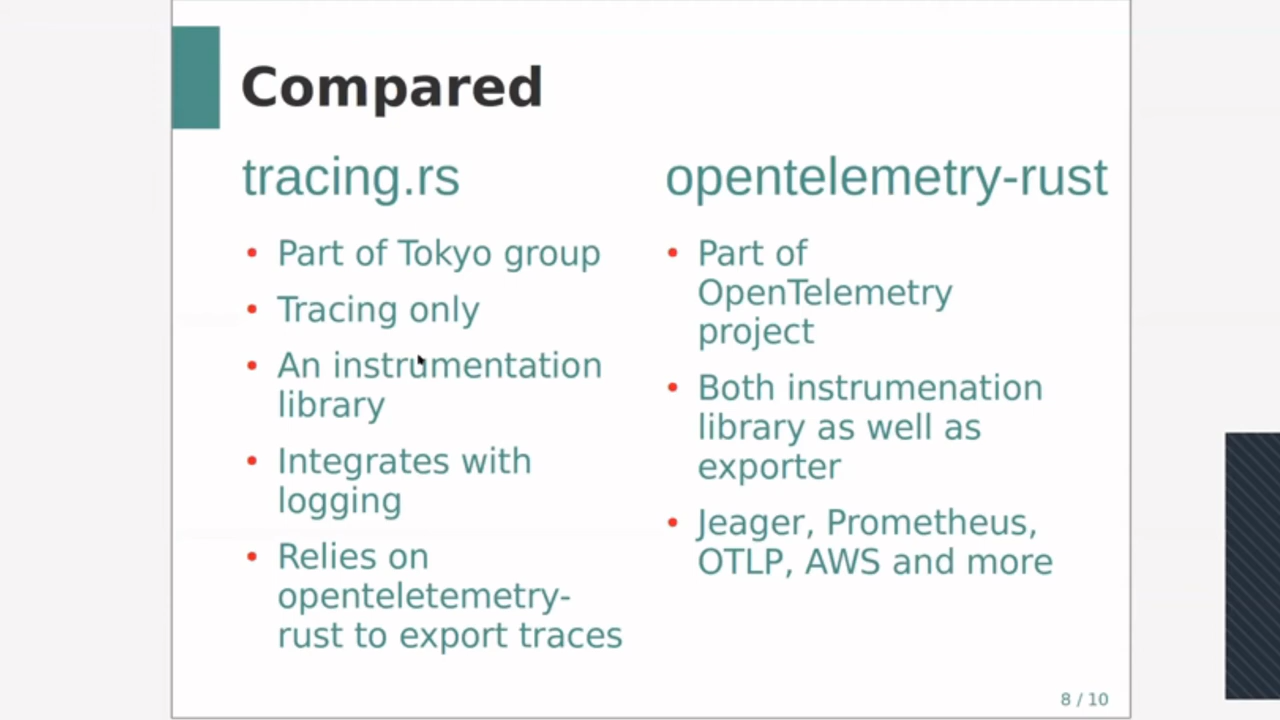 Compared
tracing.rs
• Part of Tokyo group
• Tracing only
• An instrumentation
library
• Integrates with
logging
• Relies on
openteletemetry-
rust to export traces
opentelemetry-rust
• Part of
OpenTelemetry
project
• Both instrumenation
library as well as
exporter
• Jeager, Prometheus,
OTLP, AWS and more
8 / 10